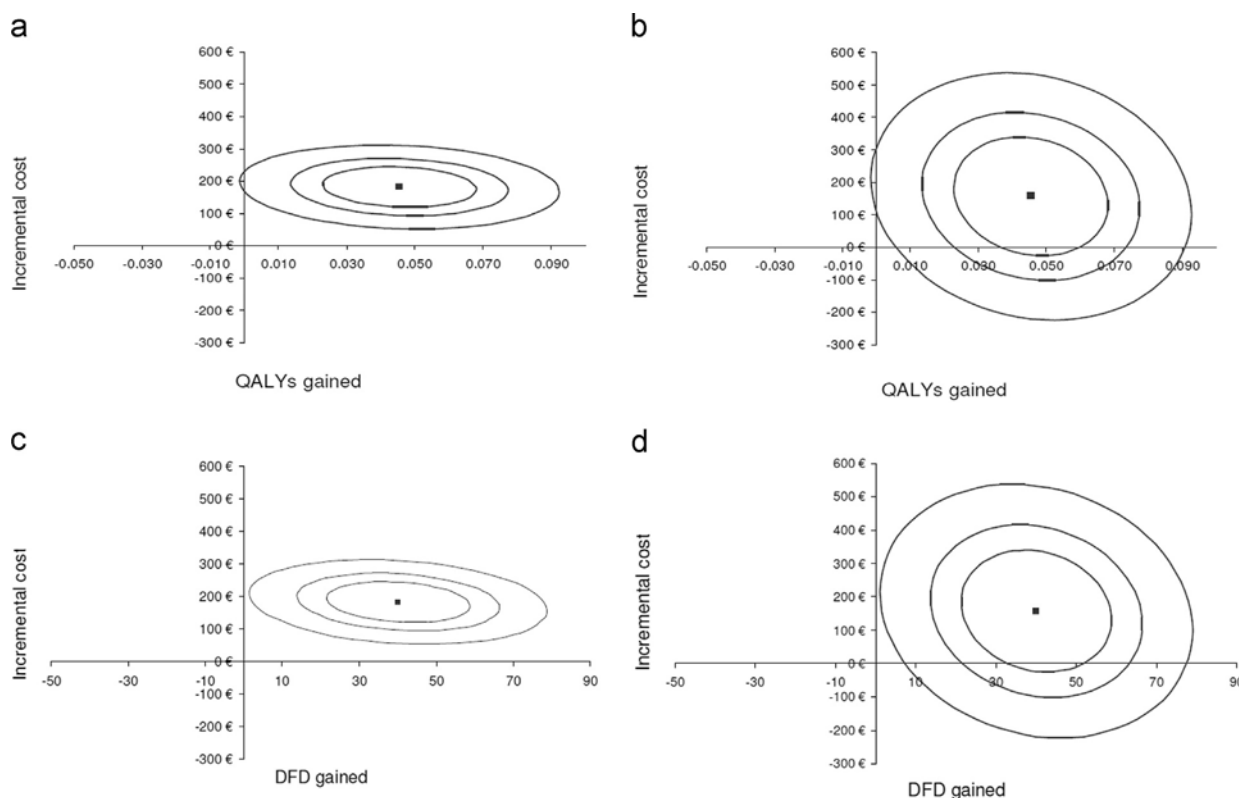 a
600 €
500 €
400 €
300 €
200 €
100 €
0 €
-100 €
-200 €
-300 €
-0.050 -0.030 -0.010 0.010 0.030 0.050 0.070 0.090
Incremental cost
QALYs gained
b
600 €
500 €
400 €
300 €
200 €
100 €
0 €
-100 €
-200 €
-300 €
-0.050 -0.030 -0.010 0.010 0.030 0.050 0.070 0.090
Incremental cost
QALYs gained
c
600 €
500 €
400 €
300 €
200 €
100 €
0 €
-100 €
-200 €
-300 €
-50 -30 -10 10 30 50 70 90
Incremental cost
DFD gained
d
600 €
500 €
400 €
300 €
200 €
100 €
0 €
-100 €
-200 €
-300 €
-50 -30 -10 10 30 50 70 90
Incremental cost
DFD gained